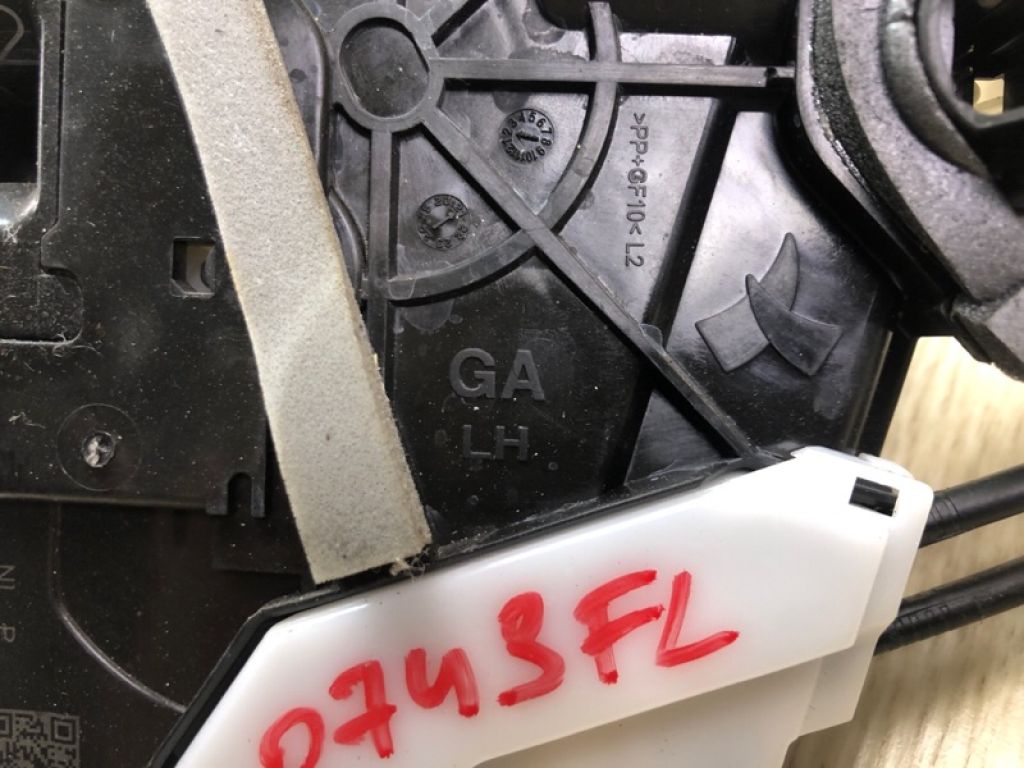 >PP+GF10< L2
GA
LH
0743FL
N
P